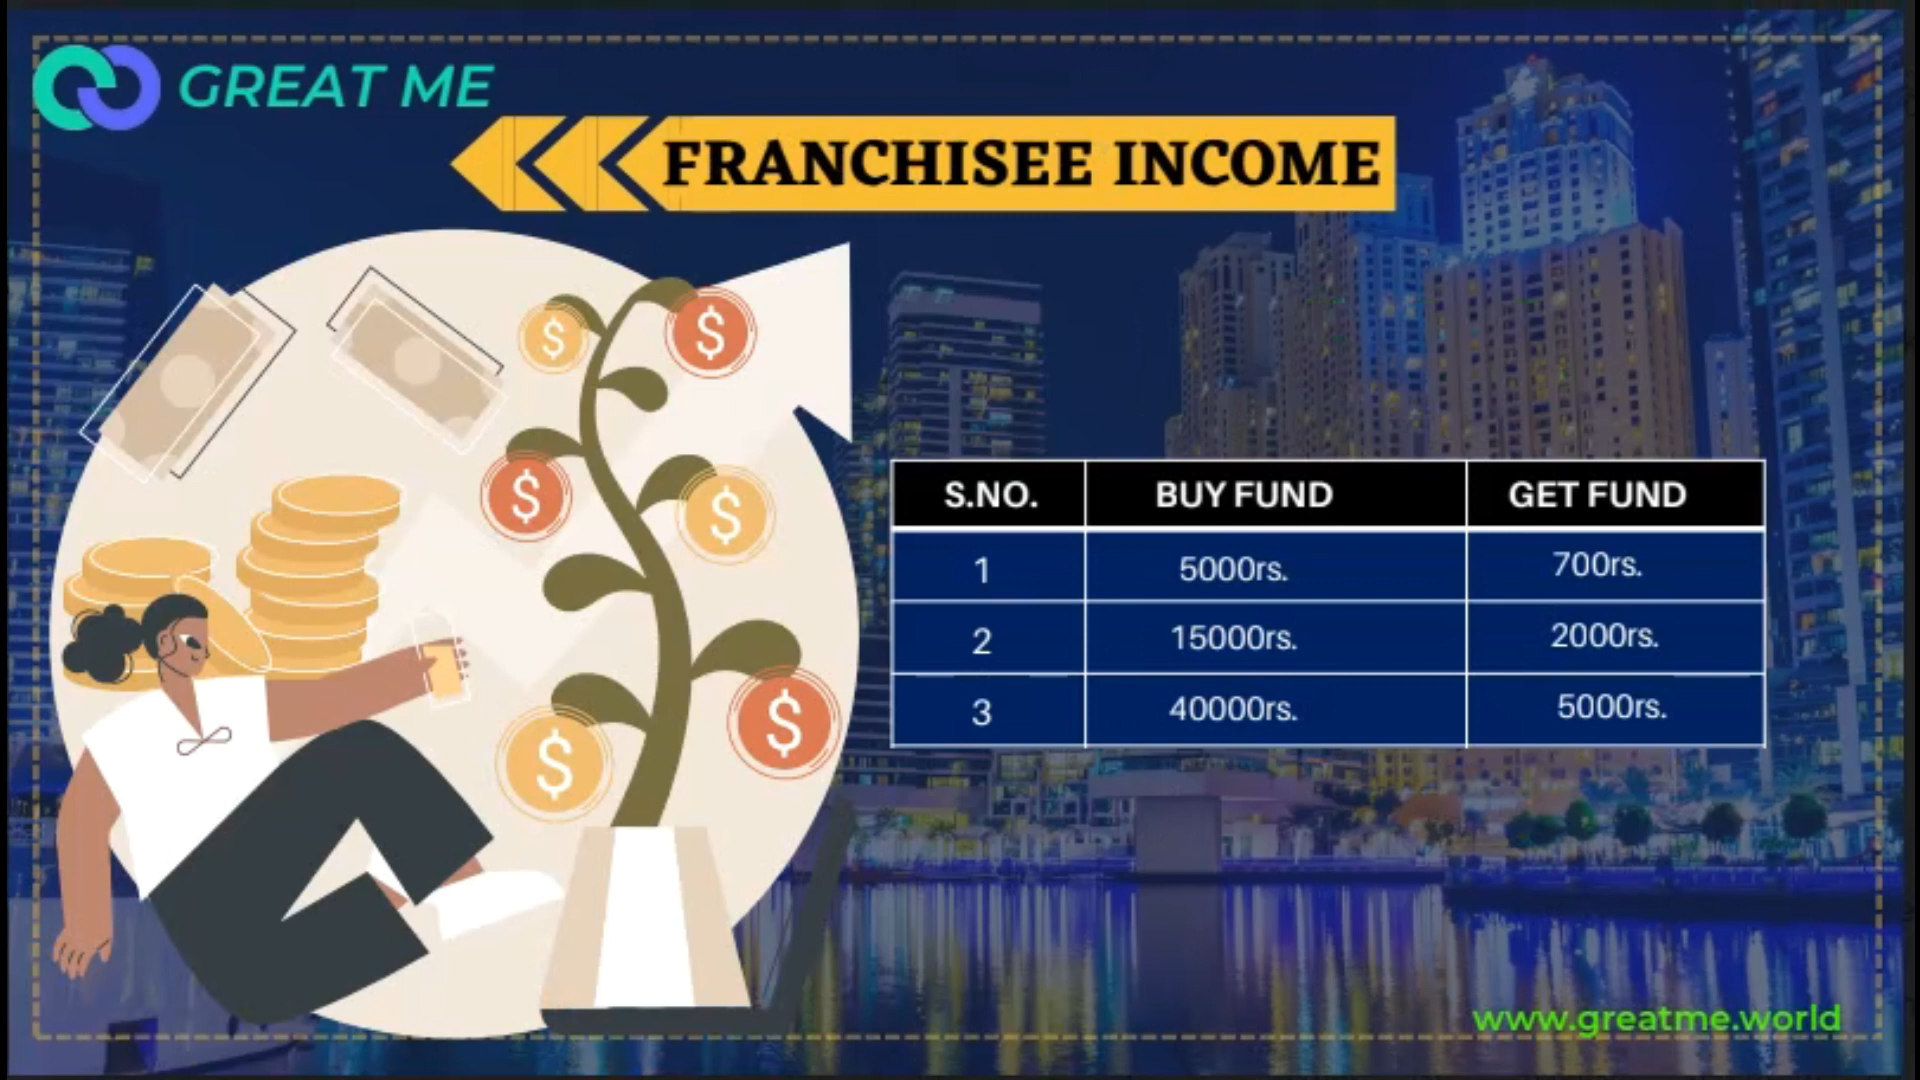 GREAT ME
FRANCHISEE INCOME
S.NO. BUY FUND GET FUND
1 5000rs. 700rs.
2 15000rs. 2000rs.
3 40000rs. 5000rs.
www.greatme.world